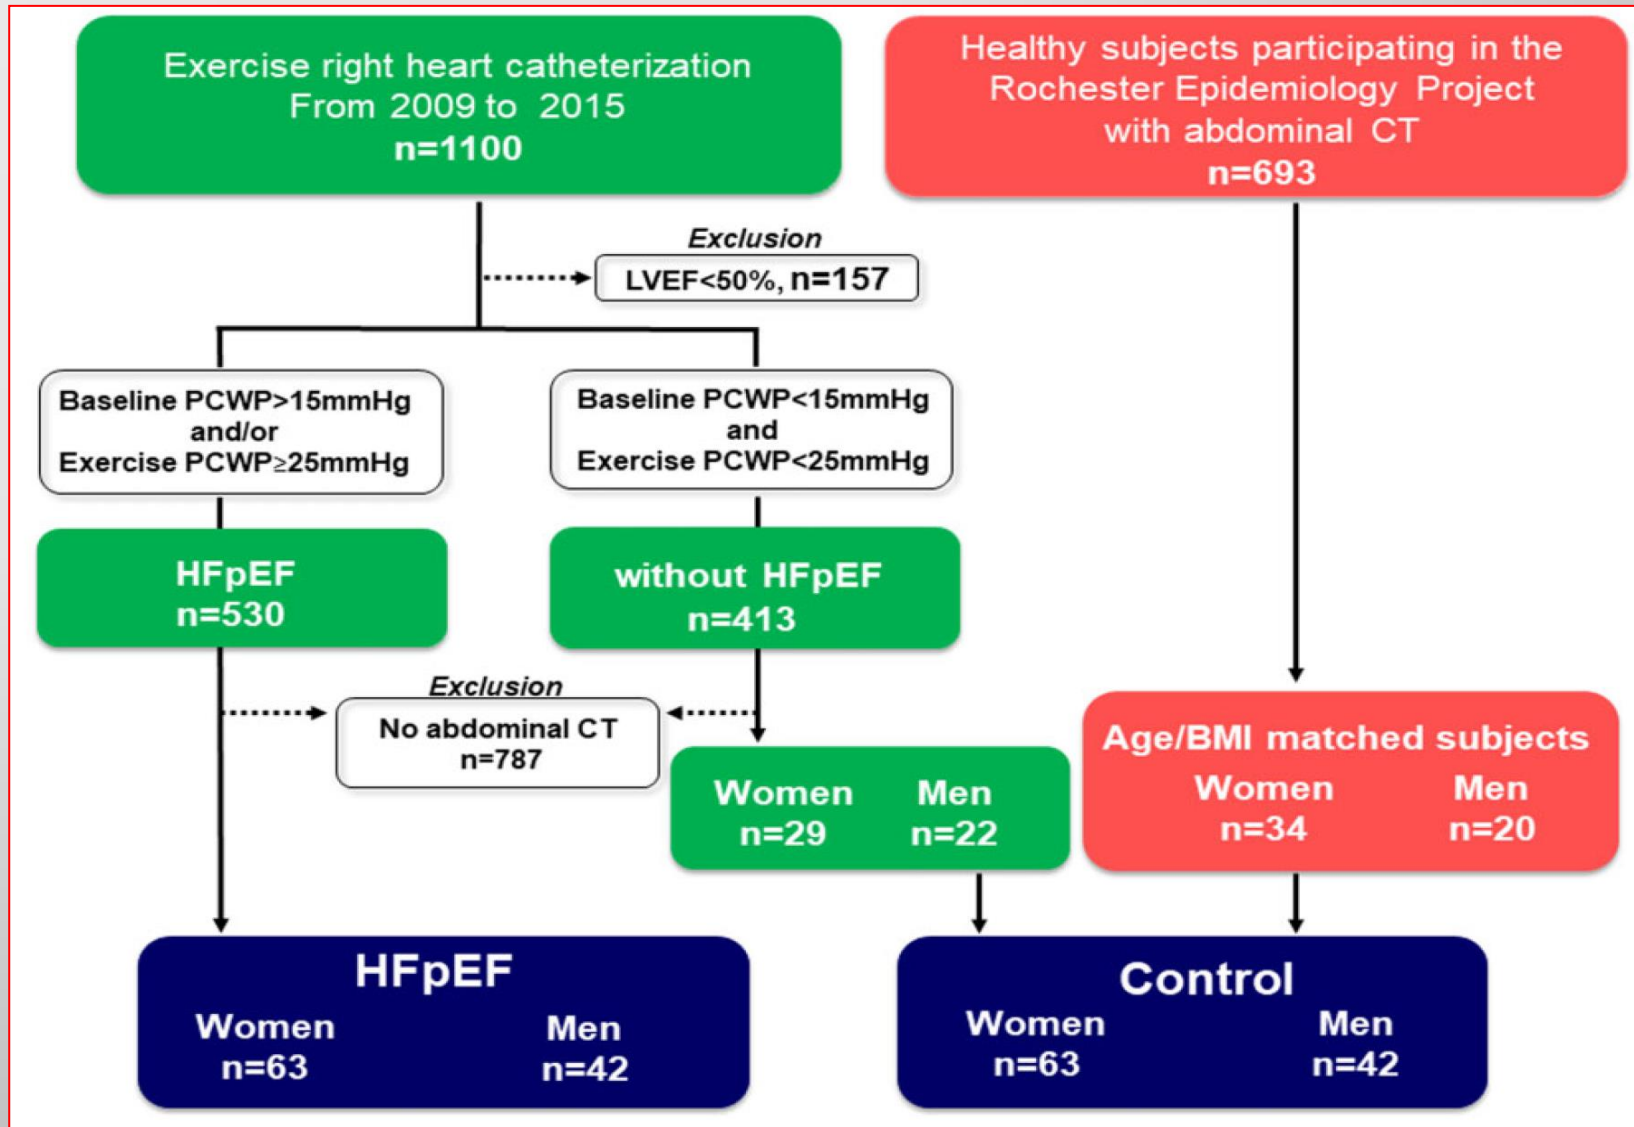 Exercise right heart catheterization
From 2009 to 2015
n=1100
Healthy subjects participating in the
Rochester Epidemiology Project
with abdominal CT
n=693
Exclusion
LVEF<50%, n=157
Baseline PCWP>15mmHg
and/or
Exercise PCWP≥25mmHg
Baseline PCWP<15mmHg
and
Exercise PCWP<25mmHg
HFpEF
n=530
without HFpEF
n=413
Exclusion
No abdominal CT
n=787
Women Men
n=29 n=22
Age/BMI matched subjects
Women Men
n=34 n=20
HFpEF
Women Men
n=63 n=42
Control
Women Men
n=63 n=42